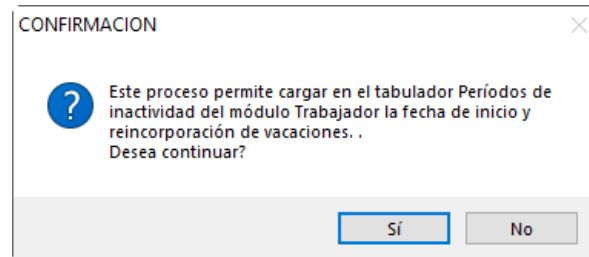 CONFIRMACION
Este proceso permite cargar en el tabulador Períodos de
inactividad del módulo Trabajador la fecha de inicio y
reincorporación de vacaciones. .
Desea continuar?
Sí
No